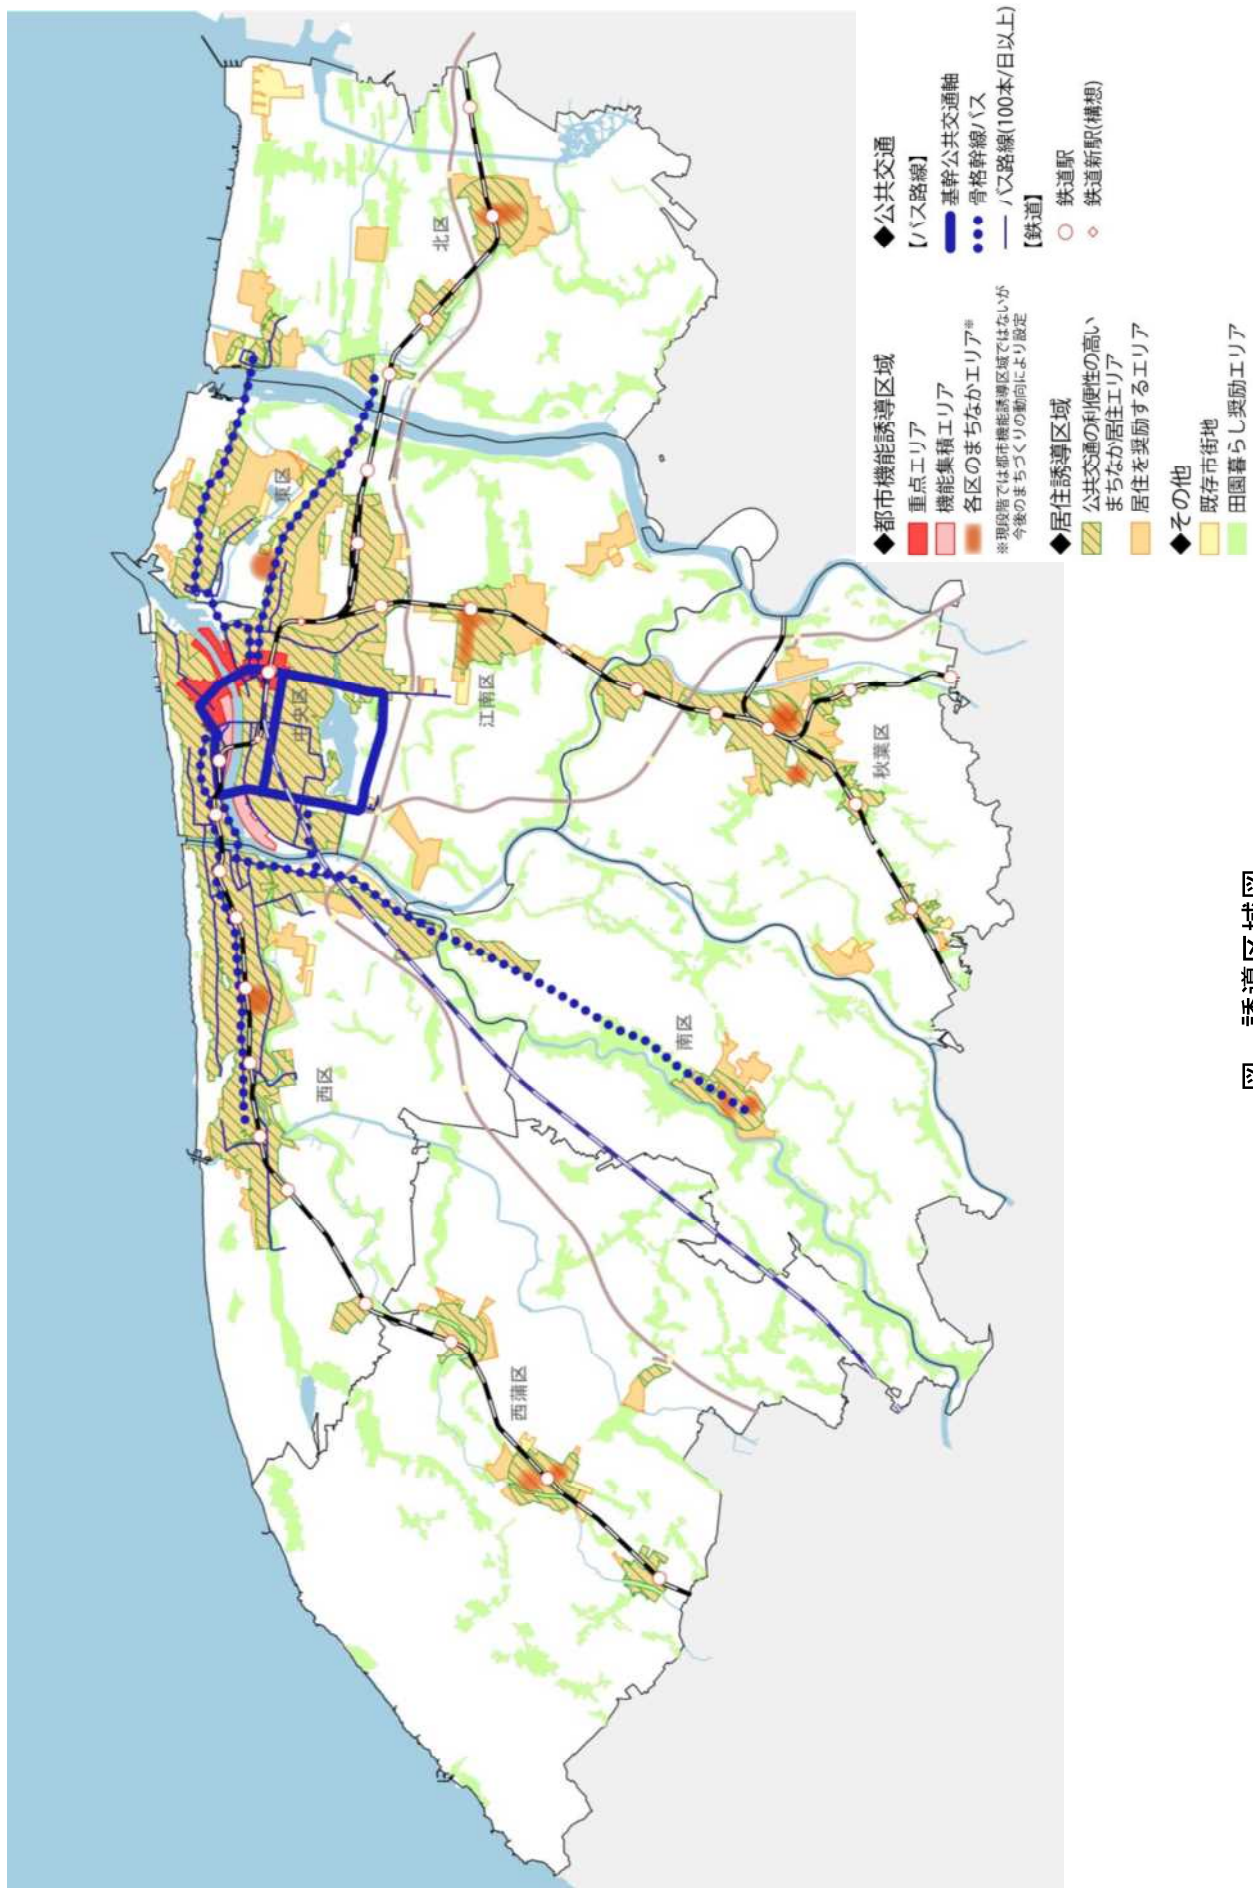 北区
東区
中央区
江南区
秋葉区
南区
西区
西蒲区
◆都市機能誘導区域
重点エリア
機能集積エリア
各区のまちなかエリア※
※現段階では都市機能誘導区域ではないが
今後のまちづくりの動向により設定
◆居住誘導区域
公共交通の利便性の高い
まちなか居住エリア
居住を奨励するエリア
◆その他
既存市街地
田園暮らし奨励エリア
◆公共交通
【バス路線】
基幹公共交通軸
骨格幹線バス
バス路線(100本/日以上)
【鉄道】
鉄道駅
鉄道新駅(構想)
図 誘導区域図